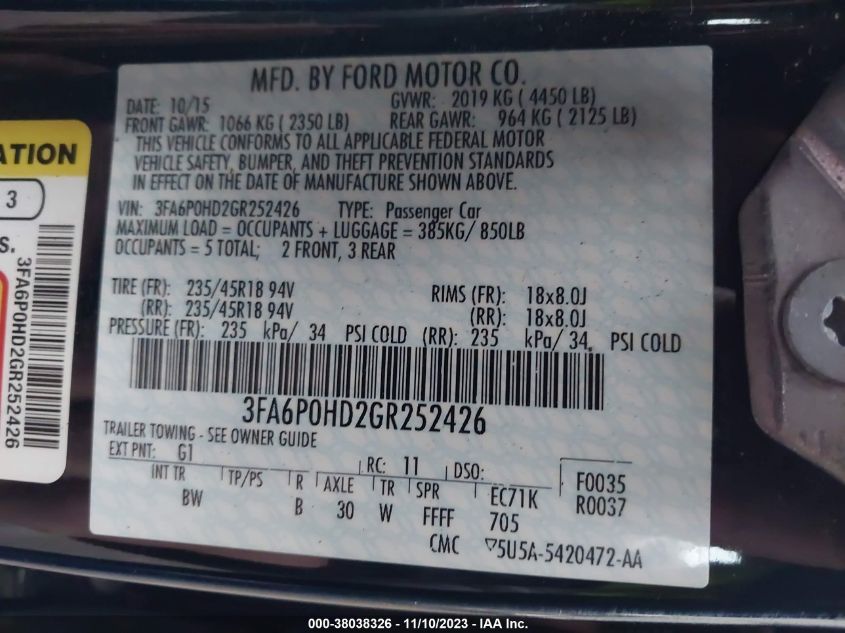 MFD. BY FORD MOTOR CO.
DATE: 10/15 GVWR: 2019 KG ( 4450 LB)
FRONT GAWR: 1066 KG ( 2350 LB) REAR GAWR: 964 KG ( 2125 LB)
THIS VEHICLE CONFORMS TO ALL APPLICABLE FEDERAL MOTOR
VEHICLE SAFETY, BUMPER, AND THEFT PREVENTION STANDARDS
IN EFFECT ON THE DATE OF MANUFACTURE SHOWN ABOVE.
VIN: 3FA6P0HD2GR252426 TYPE: Passenger Car
MAXIMUM LOAD = OCCUPANTS + LUGGAGE = 385KG/ 850LB
OCCUPANTS = 5 TOTAL; 2 FRONT, 3 REAR
TIRE (FR): 235/45R18 94V RIMS (FR): 18x8.0J
(RR): 235/45R18 94V (RR): 18x8.0J
PRESSURE (FR): 235 kPa/ 34 PSI COLD (RR): 235 kPa/ 34 PSI COLD
3FA6P0HD2GR252426
TRAILER TOWING - SEE OWNER GUIDE
EXT PNT: G1 RC: 11 DSO: F0035
INT TR TP/PS R AXLE TR SPR EC71K R0037
BW B 30 W FFFF 705
CMC 5U5A-5420472-AA
ATION
3
S.
3FA6P0HD2GR252426
000-38038326 - 11/10/2023 - IAA Inc.